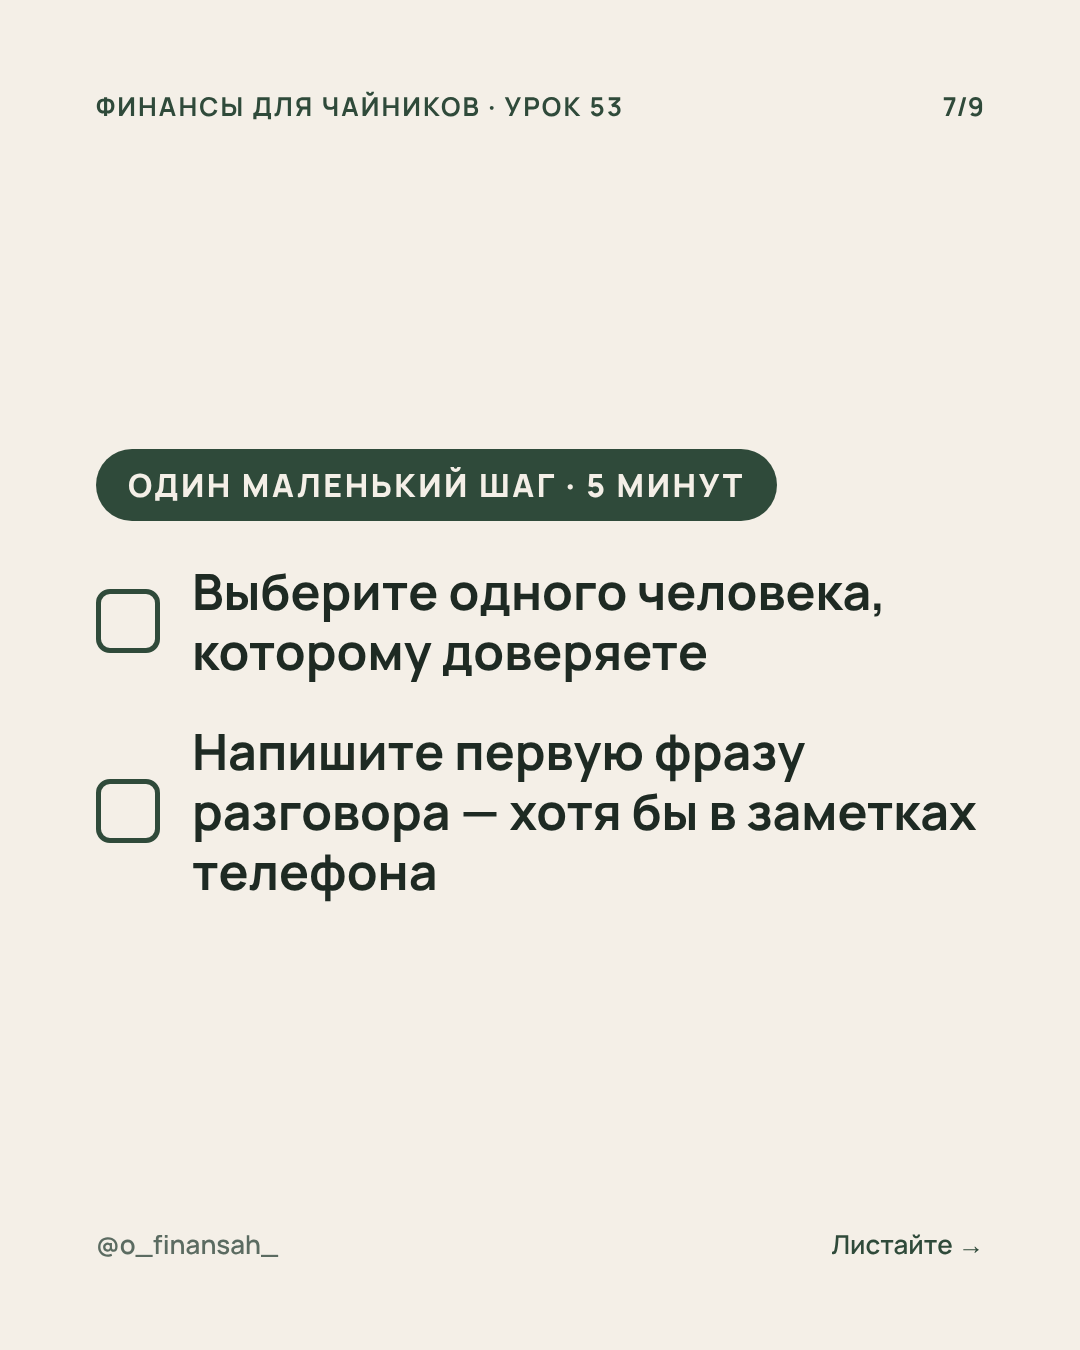 ФИНАНСЫ ДЛЯ ЧАЙНИКОВ · УРОК 53
7/9
ОДИН МАЛЕНЬКИЙ ШАГ · 5 МИНУТ
Выберите одного человека,
которому доверяете
Напишите первую фразу
разговора — хотя бы в заметках
телефона
@o_finansah_
Листайте →